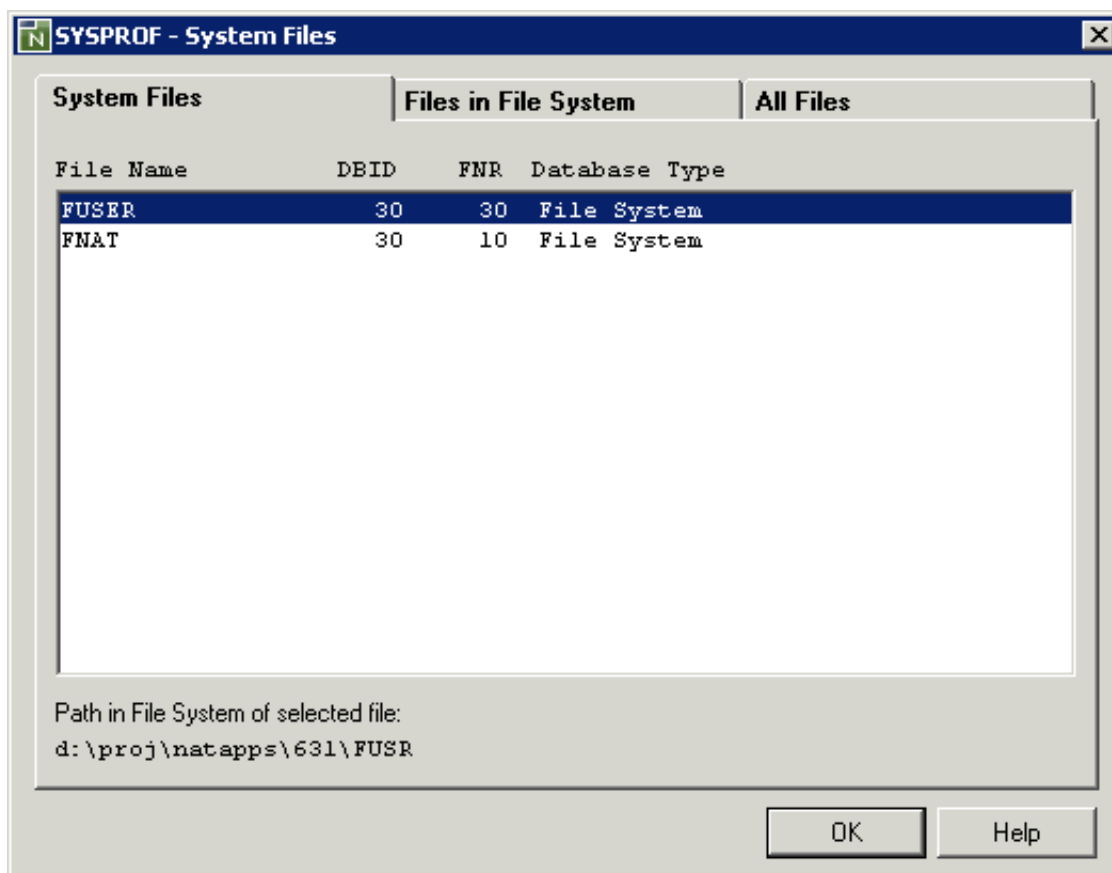 SYSPROF - System Files
System Files Files in File System All Files
File Name DBID FNR Database Type
FUSER 30 30 File System
FNAT 30 10 File System
Path in File System of selected file:
d:\proj\natapps\631\FUSR
OK Help